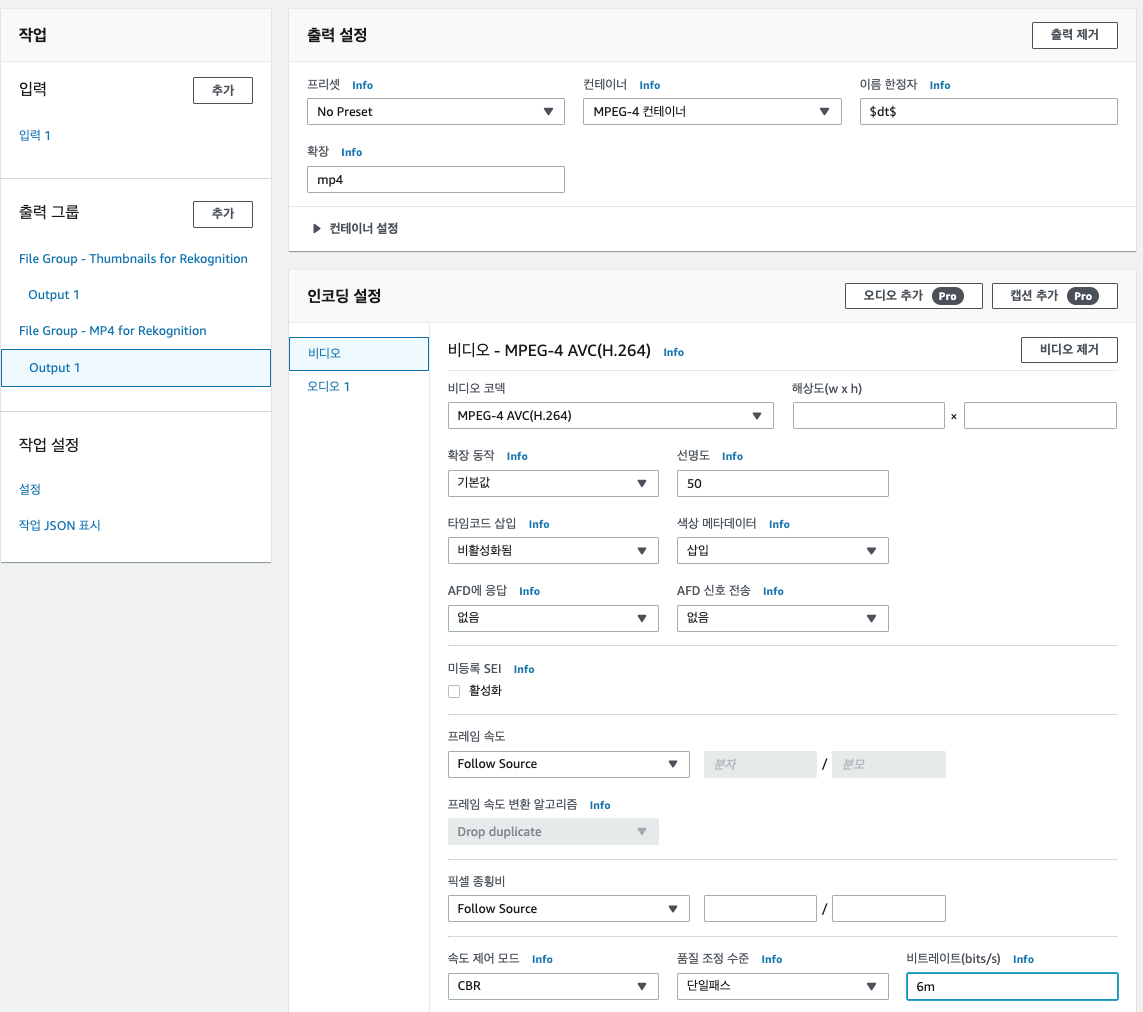 작업
입력 추가
입력 1
출력 그룹 추가
File Group - Thumbnails for Rekognition
Output 1
File Group - MP4 for Rekognition
Output 1
작업 설정
설정
작업 JSON 표시
출력 설정 출력 제거
프리셋 Info 컨테이너 Info 이름 한정자 Info
No Preset MPEG-4 컨테이너 $dt$
확장 Info
mp4
컨테이너 설정
인코딩 설정 오디오 추가 Pro 캡션 추가 Pro
비디오
오디오 1
비디오 - MPEG-4 AVC(H.264) Info 비디오 제거
비디오 코덱 해상도(w x h)
MPEG-4 AVC(H.264) ×
확장 동작 Info 선명도 Info
기본값 50
타임코드 삽입 Info 색상 메타데이터 Info
비활성화됨 삽입
AFD에 응답 Info AFD 신호 전송 Info
없음 없음
미등록 SEI Info
활성화
프레임 속도
Follow Source 분자 / 분모
프레임 속도 변환 알고리즘 Info
Drop duplicate
픽셀 종횡비
Follow Source /
속도 제어 모드 Info 품질 조정 수준 Info 비트레이트(bits/s) Info
CBR 단일패스 6m